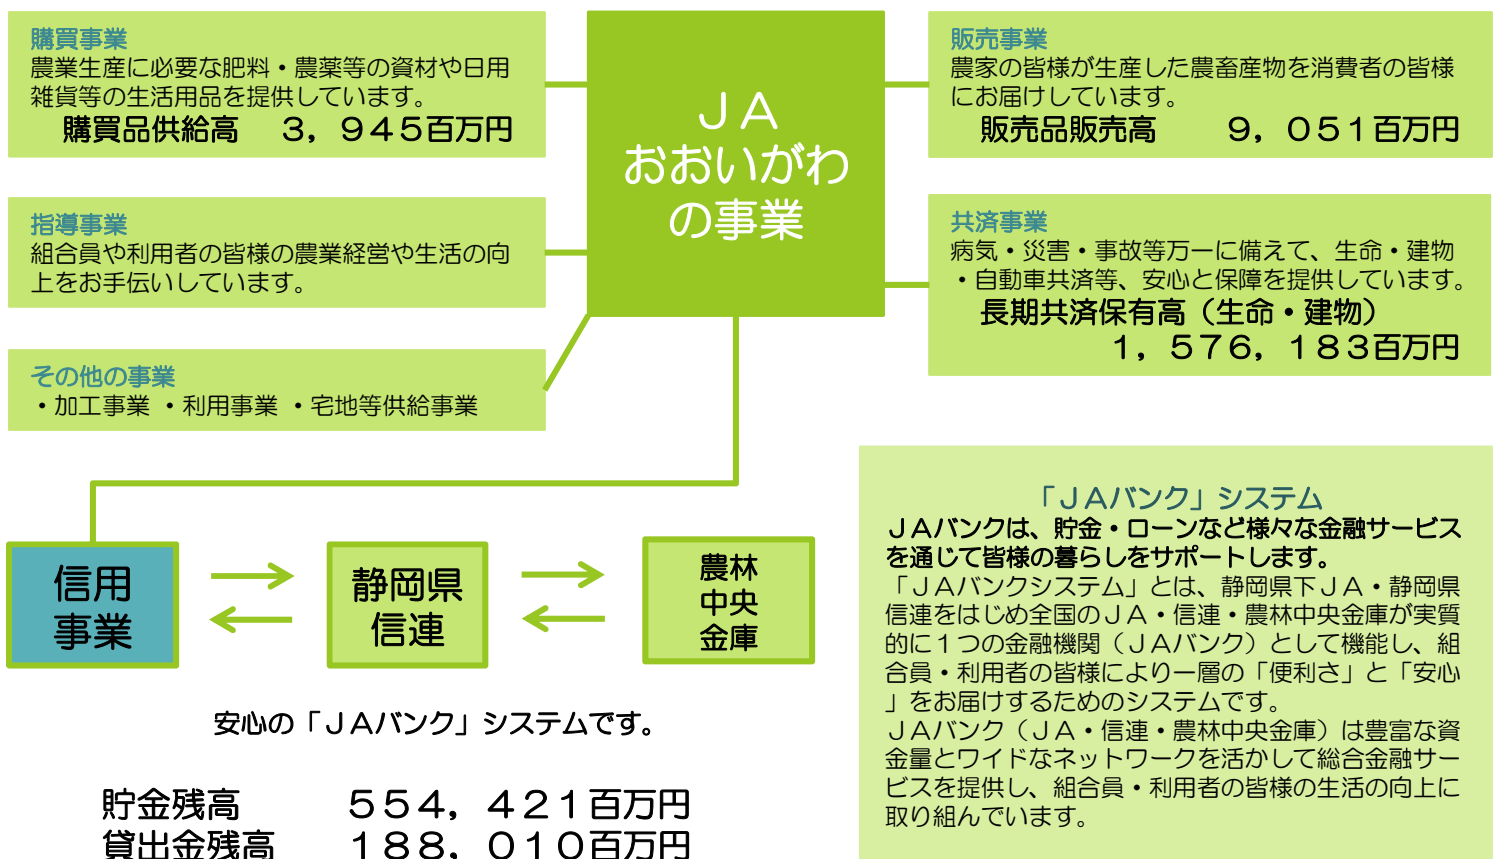 購買事業
農業生産に必要な肥料・農薬等の資材や日用
雑貨等の生活用品を提供しています。
購買品供給高　３，９４５百万円
指導事業
組合員や利用者の皆様の農業経営や生活の向
上をお手伝いしています。
その他の事業
・加工事業 ・利用事業 ・宅地等供給事業
ＪＡ
おおいがわ
の事業
販売事業
農家の皆様が生産した農畜産物を消費者の皆様
にお届けしています。
販売品販売高　　９，０５１百万円
共済事業
病気・災害・事故等万一に備えて、生命・建物
・自動車共済等、安心と保障を提供しています。
長期共済保有高（生命・建物）
１，５７６，１８３百万円
信用
事業
静岡県
信連
農林
中央
金庫
安心の「ＪＡバンク」システムです。
貯金残高　　　５５４，４２１百万円
貸出金残高　　１８８，０１０百万円
「ＪＡバンク」システム
ＪＡバンクは、貯金・ローンなど様々な金融サービス
を通じて皆様の暮らしをサポートします。
「ＪＡバンクシステム」とは、静岡県下ＪＡ・静岡県
信連をはじめ全国のＪＡ・信連・農林中央金庫が実質
的に１つの金融機関（ＪＡバンク）として機能し、組
合員・利用者の皆様により一層の「便利さ」と「安心
」をお届けするためのシステムです。
ＪＡバンク（ＪＡ・信連・農林中央金庫）は豊富な資
金量とワイドなネットワークを活かして総合金融サー
ビスを提供し、組合員・利用者の皆様の生活の向上に
取り組んでいます。